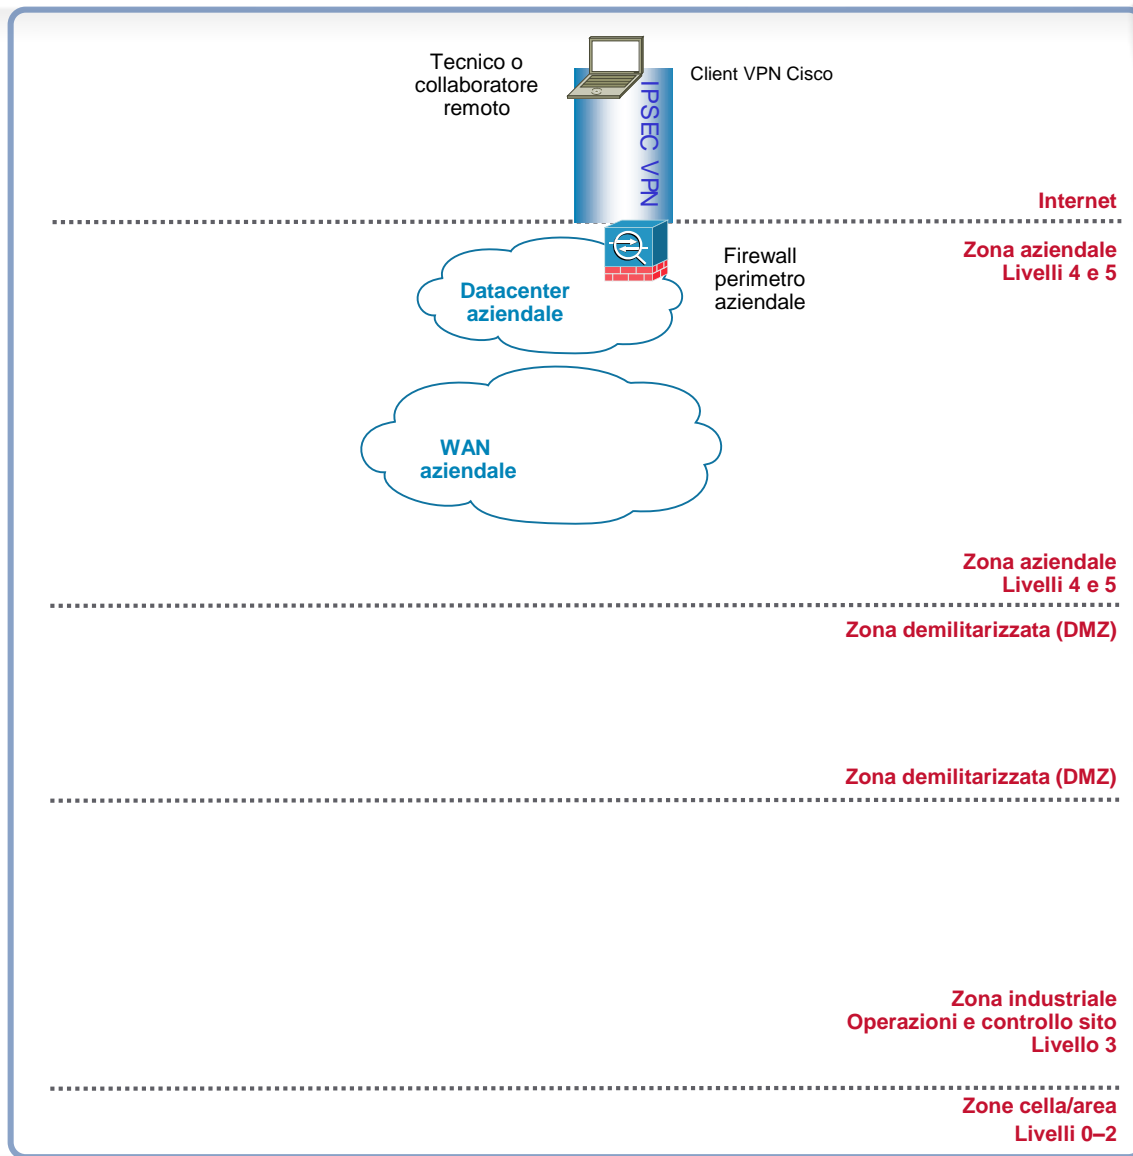 Tecnico o
collaboratore
remoto
Client VPN Cisco
IPSEC VPN
Internet
Zona aziendale
Livelli 4 e 5
Firewall
perimetro
aziendale
Datacenter
aziendale
WAN
aziendale
Zona aziendale
Livelli 4 e 5
Zona demilitarizzata (DMZ)
Zona demilitarizzata (DMZ)
Zona industriale
Operazioni e controllo sito
Livello 3
Zone cella/area
Livelli 0–2